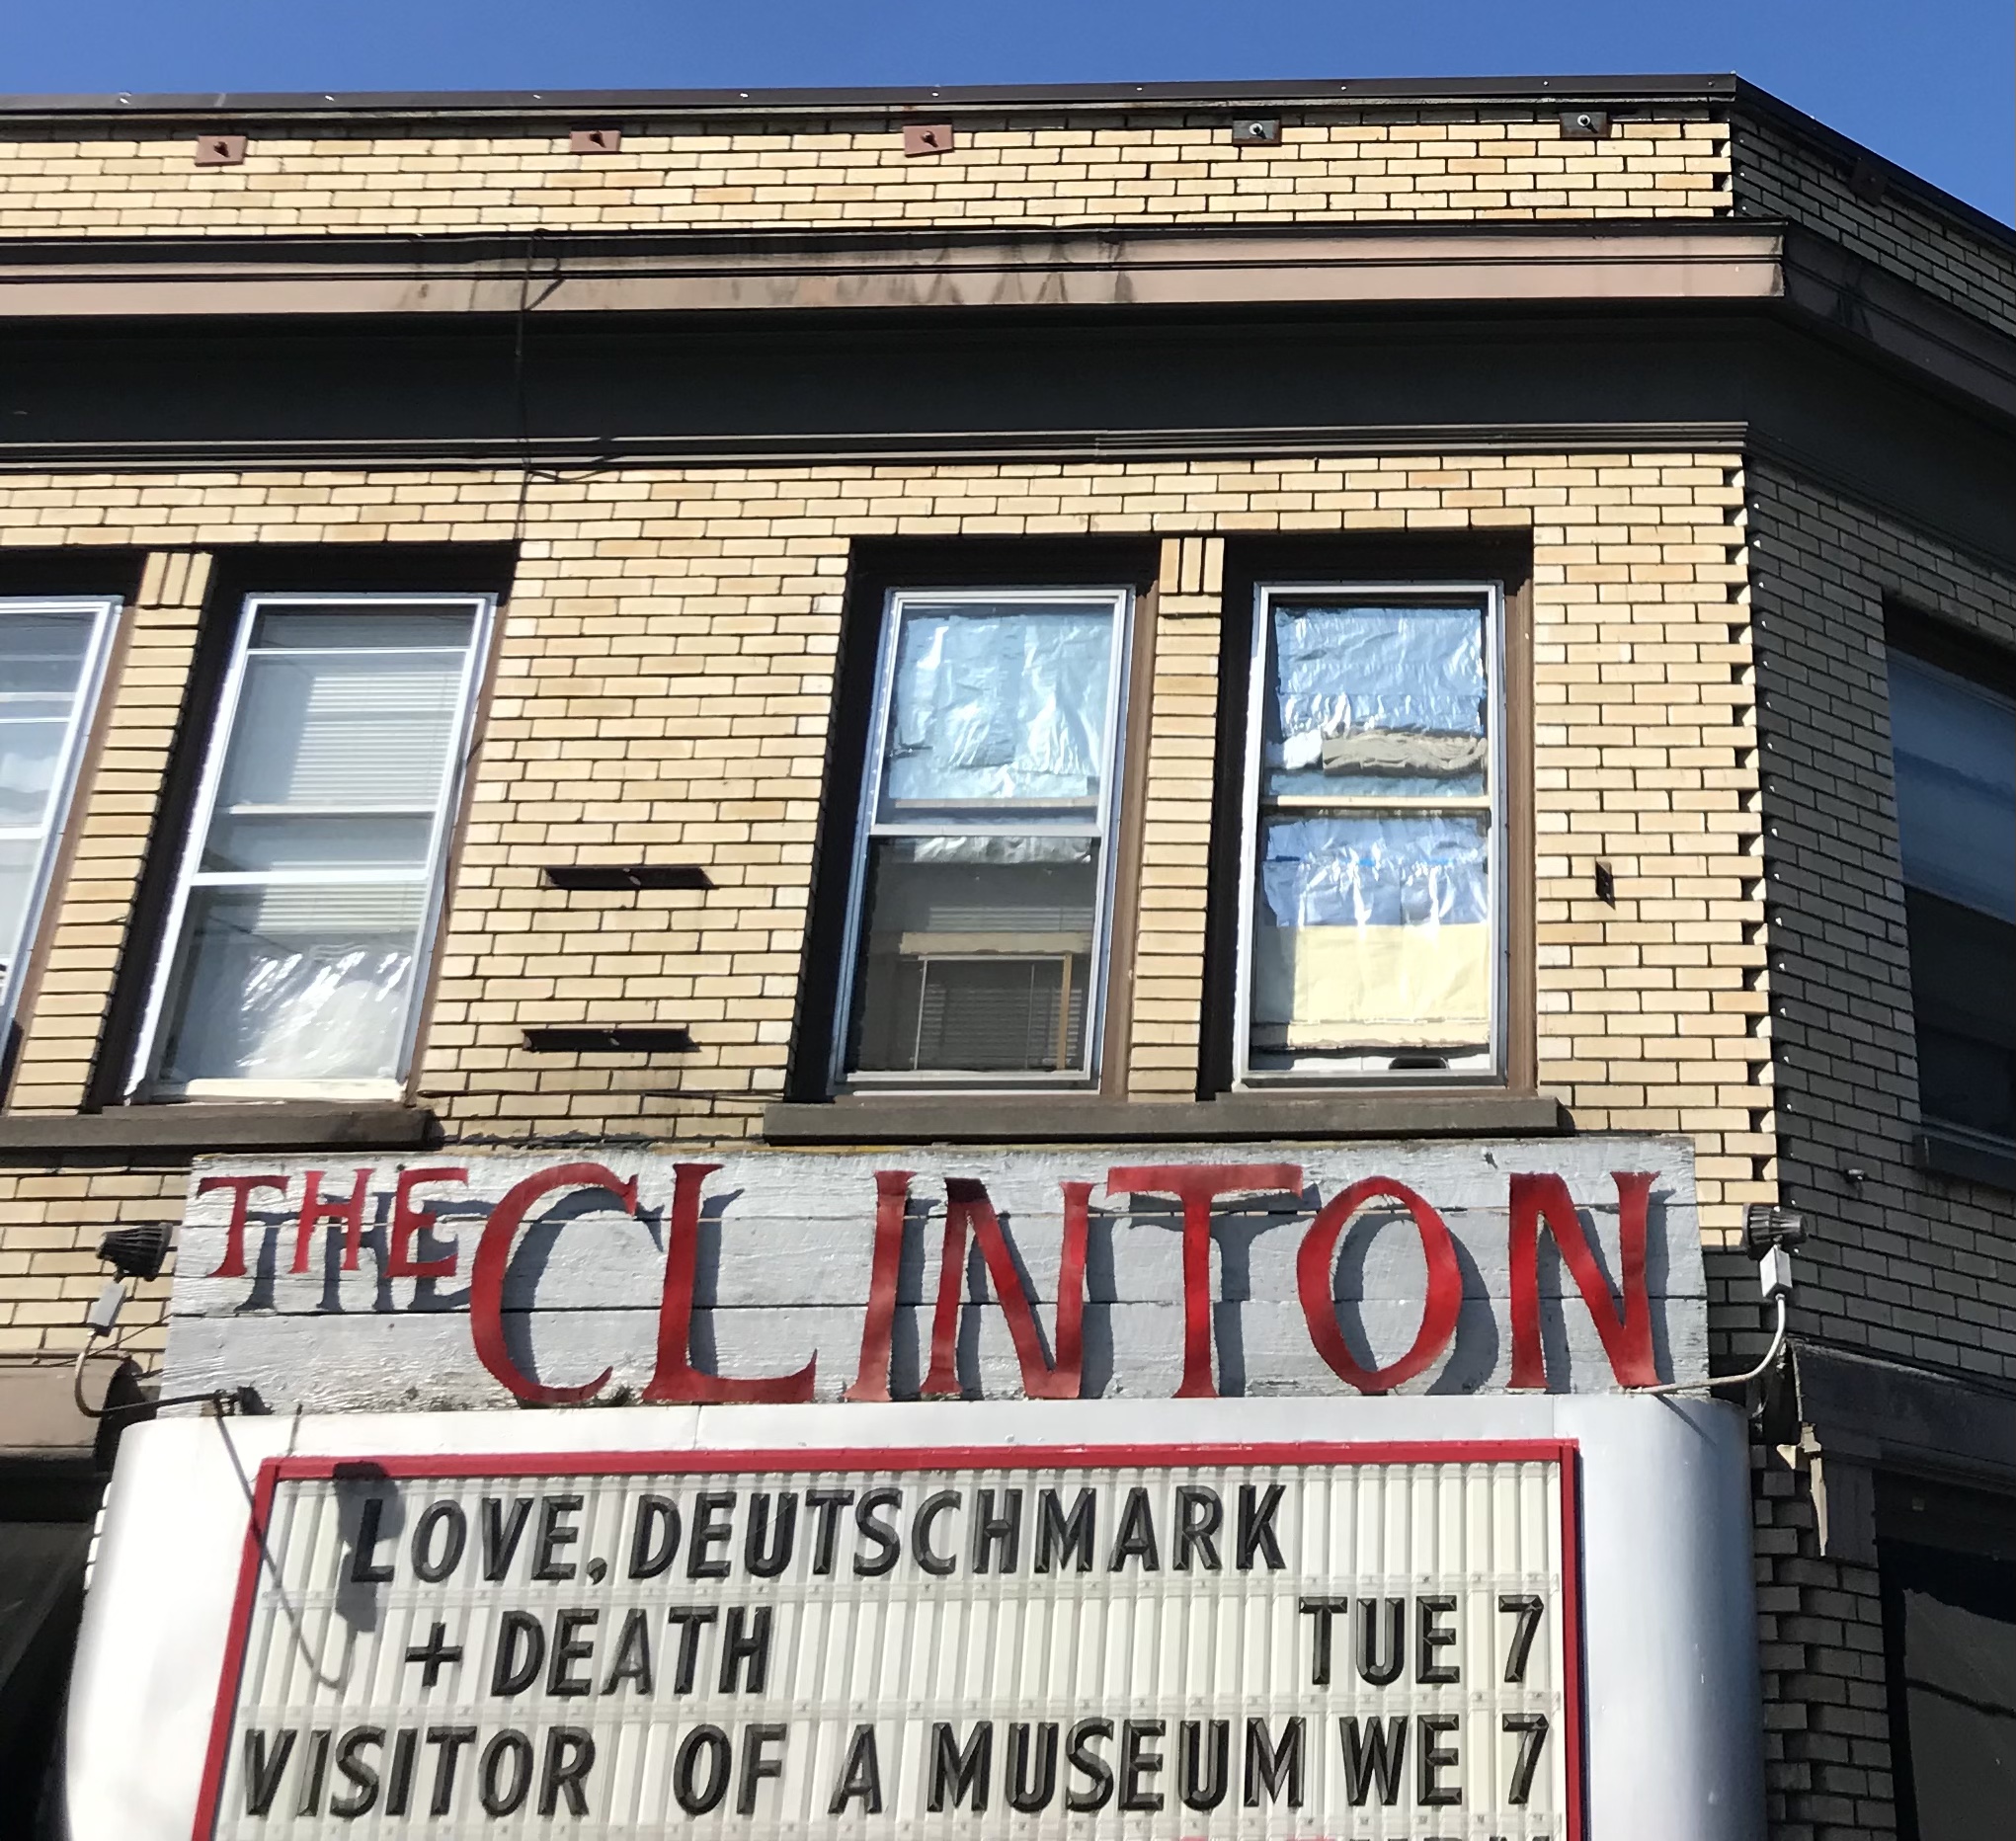 THE CLINTON
LOVE, DEUTSCHMARK
+ DEATH TUE 7
VISITOR OF A MUSEUM WE 7